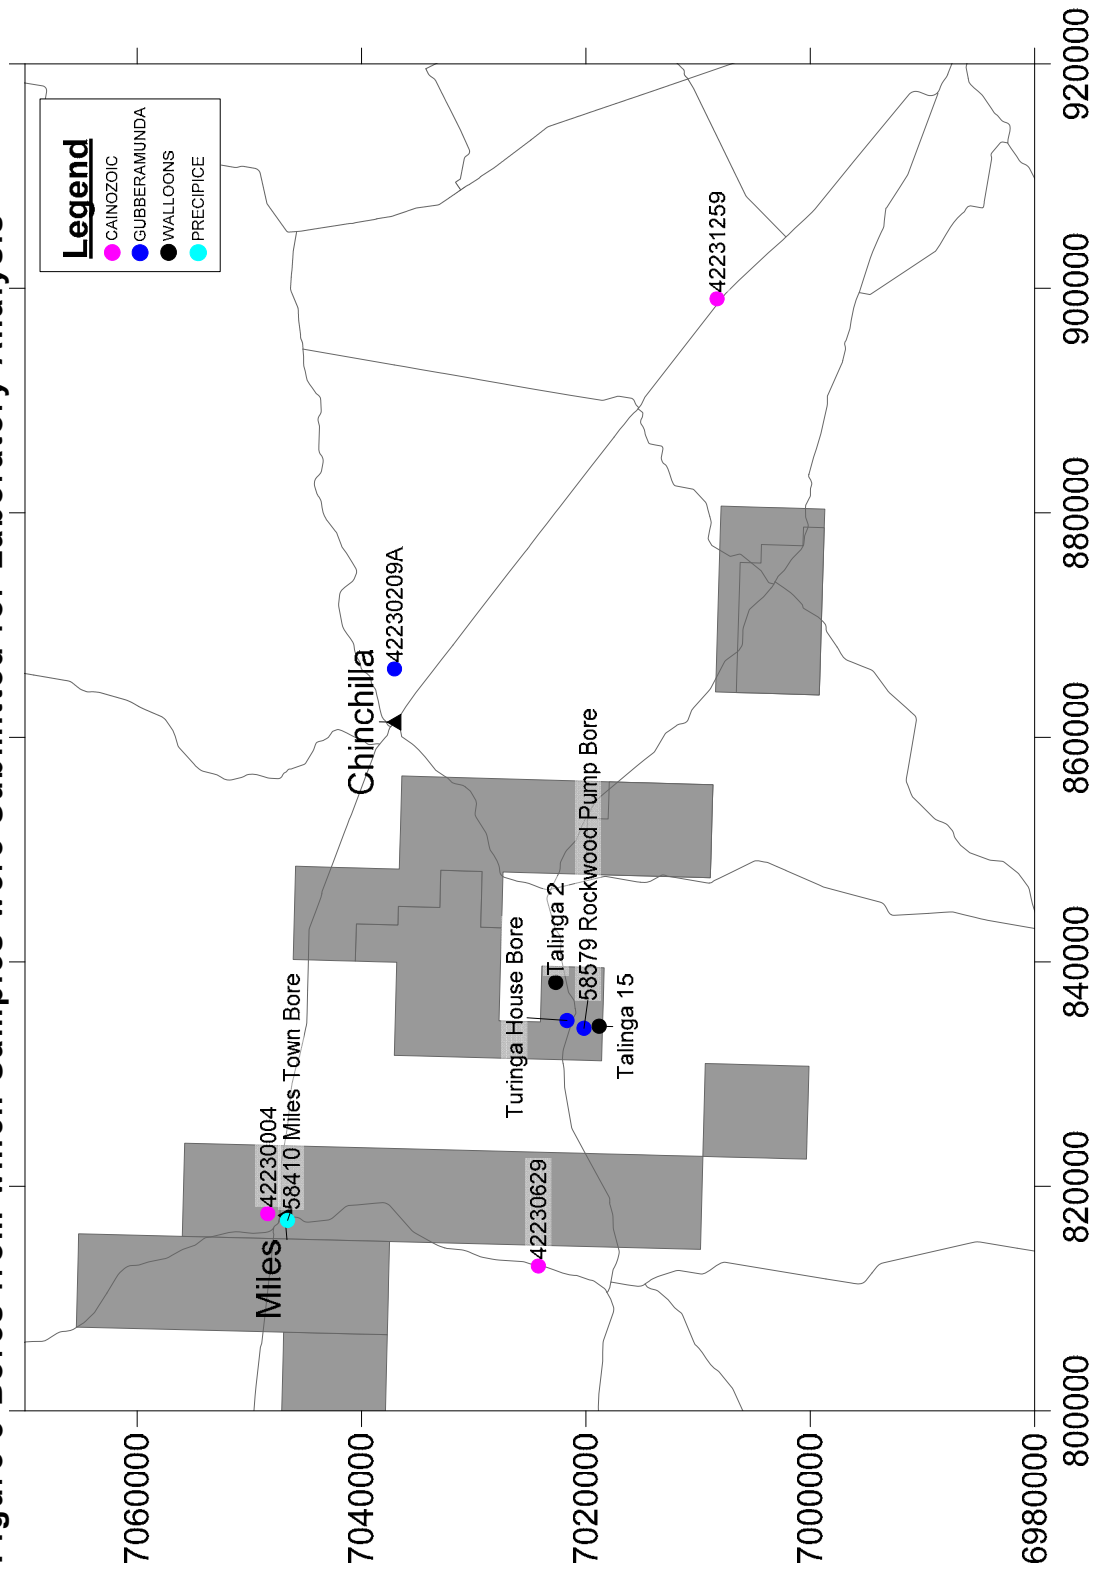 Legend
CAINOZOIC
GUBBERAMUNDA
WALLOONS
PRECIPICE
42230004
58410 Miles Town Bore
Miles
42230629
Chinchilla
42230209A
42231259
Turinga House Bore
Talinga 2
58579 Rockwood Pump Bore
Talinga 15
7060000
7040000
7020000
7000000
6980000
800000
820000
840000
860000
880000
900000
920000